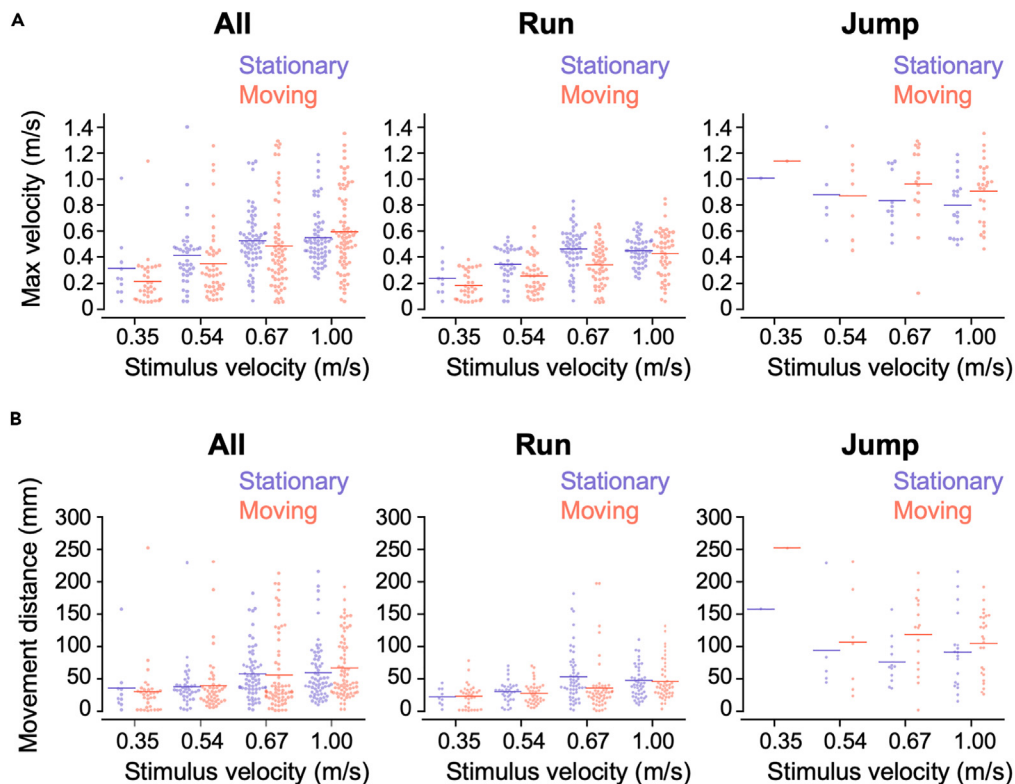 A
All
Run
Jump
Stationary
Moving
Stationary
Moving
Stationary
Moving
Max velocity (m/s)
1.4
1.2
1.0
0.8
0.6
0.4
0.2
0
1.4
1.2
1.0
0.8
0.6
0.4
0.2
0
1.4
1.2
1.0
0.8
0.6
0.4
0.2
0
0.35 0.54 0.67 1.00
0.35 0.54 0.67 1.00
0.35 0.54 0.67 1.00
Stimulus velocity (m/s)
Stimulus velocity (m/s)
Stimulus velocity (m/s)
B
All
Run
Jump
Stationary
Moving
Stationary
Moving
Stationary
Moving
Movement distance (mm)
300
250
200
150
100
50
0
300
250
200
150
100
50
0
300
250
200
150
100
50
0
0.35 0.54 0.67 1.00
0.35 0.54 0.67 1.00
0.35 0.54 0.67 1.00
Stimulus velocity (m/s)
Stimulus velocity (m/s)
Stimulus velocity (m/s)